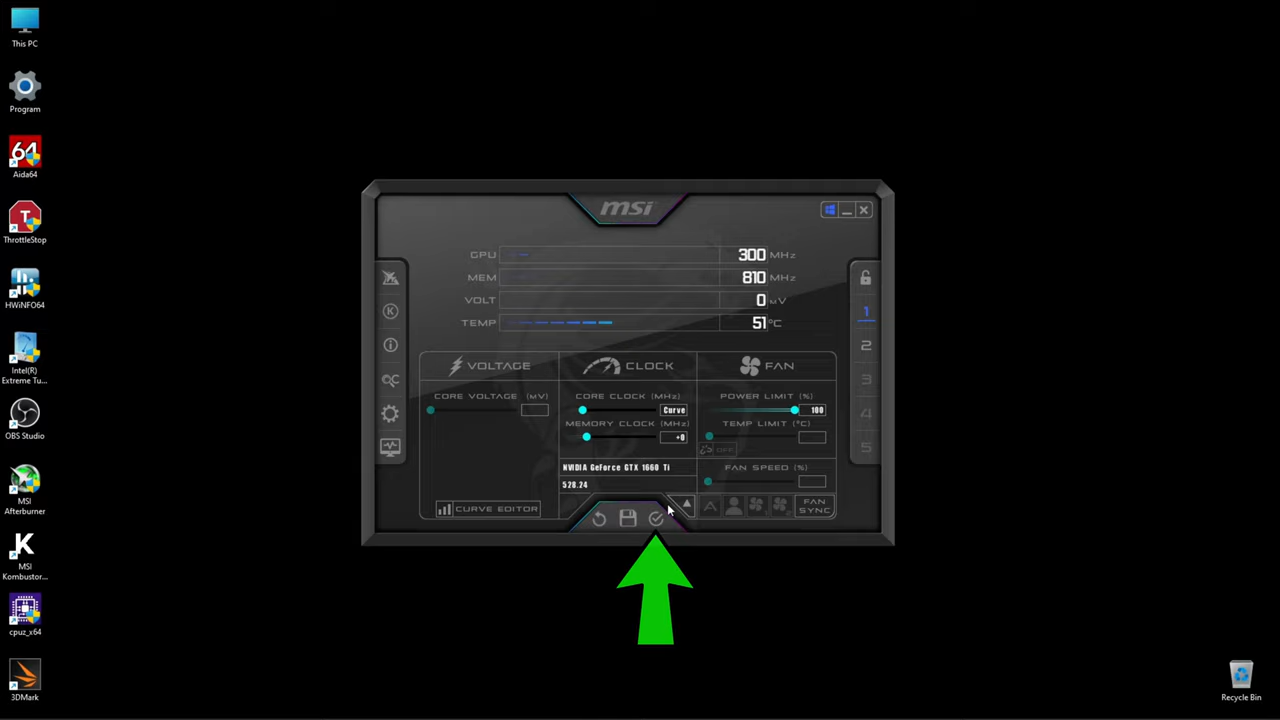 This PC
Program
64
Aida64
T
ThrottleStop
HWiNFO64
Intel(R)
Extreme Tu...
OBS Studio
MSI
Afterburner
K
MSI
Kombustor...
cpuz_x64
3DMark
msi
GPU 300 MHz
MEM 810 MHz
VOLT 0 MV
TEMP 51 °C
K
1
2
3
4
5
VOLTAGE
CLOCK
FAN
CORE VOLTAGE (MV)
CORE CLOCK (MHz)
Curve
POWER LIMIT (%)
100
MEMORY CLOCK (MHz)
+0
TEMP LIMIT (°C)
OFF
NVIDIA GeForce GTX 1660 Ti
528.24
FAN SPEED (%)
CURVE EDITOR
A
FAN
SYNC
Recycle Bin